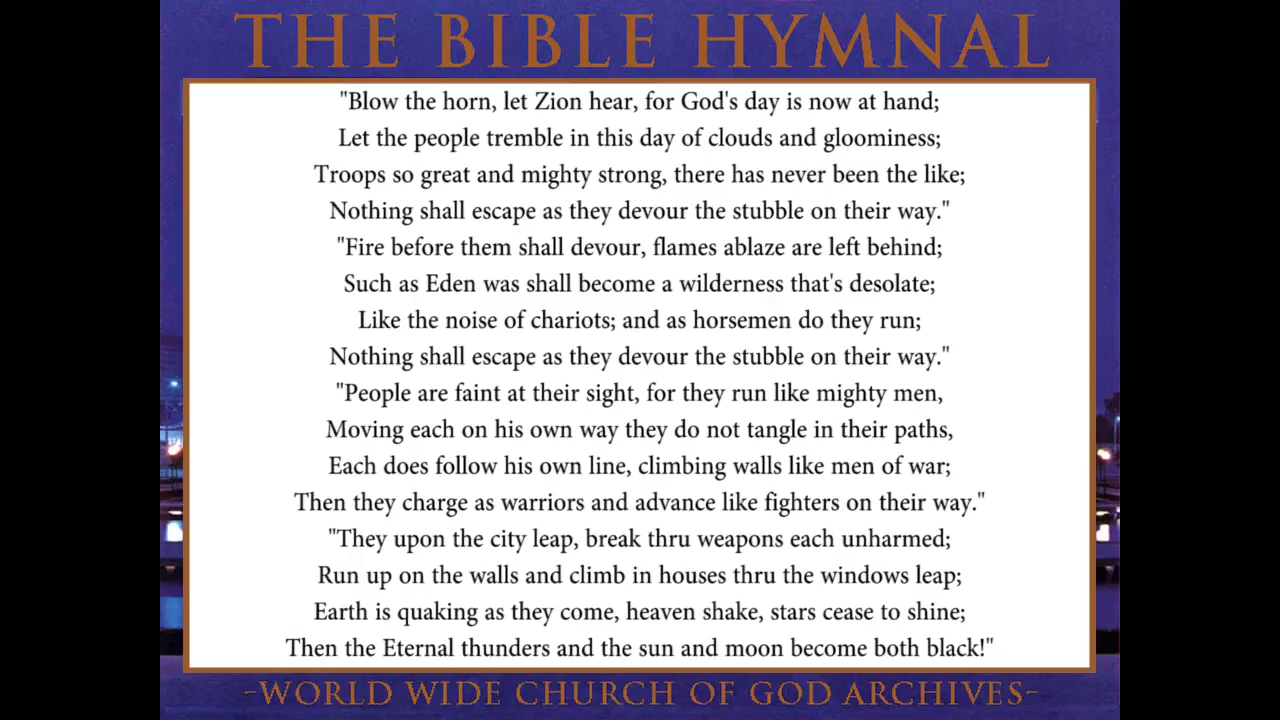 THE BIBLE HYMNAL
"Blow the horn, let Zion hear, for God's day is now at hand;
Let the people tremble in this day of clouds and gloominess;
Troops so great and mighty strong, there has never been the like;
Nothing shall escape as they devour the stubble on their way."
"Fire before them shall devour, flames ablaze are left behind;
Such as Eden was shall become a wilderness that's desolate;
Like the noise of chariots; and as horsemen do they run;
Nothing shall escape as they devour the stubble on their way."
"People are faint at their sight, for they run like mighty men,
Moving each on his own way they do not tangle in their paths,
Each does follow his own line, climbing walls like men of war;
Then they charge as warriors and advance like fighters on their way."
"They upon the city leap, break thru weapons each unharmed;
Run up on the walls and climb in houses thru the windows leap;
Earth is quaking as they come, heaven shake, stars cease to shine;
Then the Eternal thunders and the sun and moon become both black!"
-WORLD WIDE CHURCH OF GOD ARCHIVES-